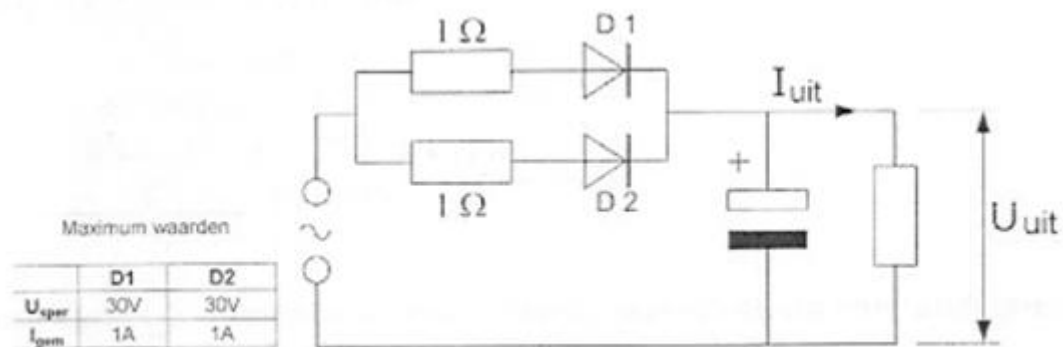 1 Ω
D 1
I uit
1 Ω
D 2
+
~
U uit
Maximum waarden
D1 D2
U sper 30V 30V
I gem 1A 1A